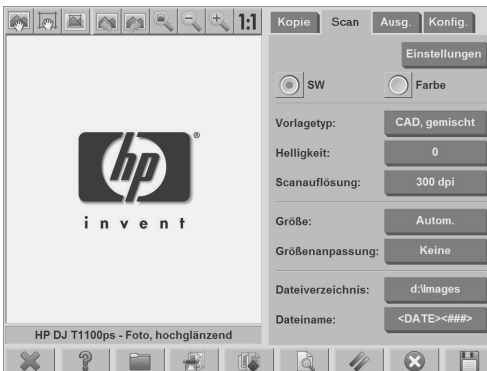 1:1
Kopie Scan Ausg. Konfig.
Einstellungen
SW Farbe
Vorlagetyp: CAD, gemischt
Helligkeit: 0
Scanauflösung: 300 dpi
Größe: Autom.
Größenanpassung: Keine
Dateiverzeichnis: d:\Images
Dateiname: <DATE><###>
hp ®
invent
HP DJ T1100ps - Foto, hochglänzend